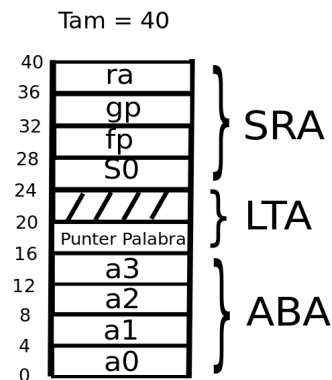 Tam = 40
40
ra
36
gp
32
fp
28
S0
24
20
Punter Palabra
16
a3
12
a2
8
a1
4
a0
0
SRA
LTA
ABA